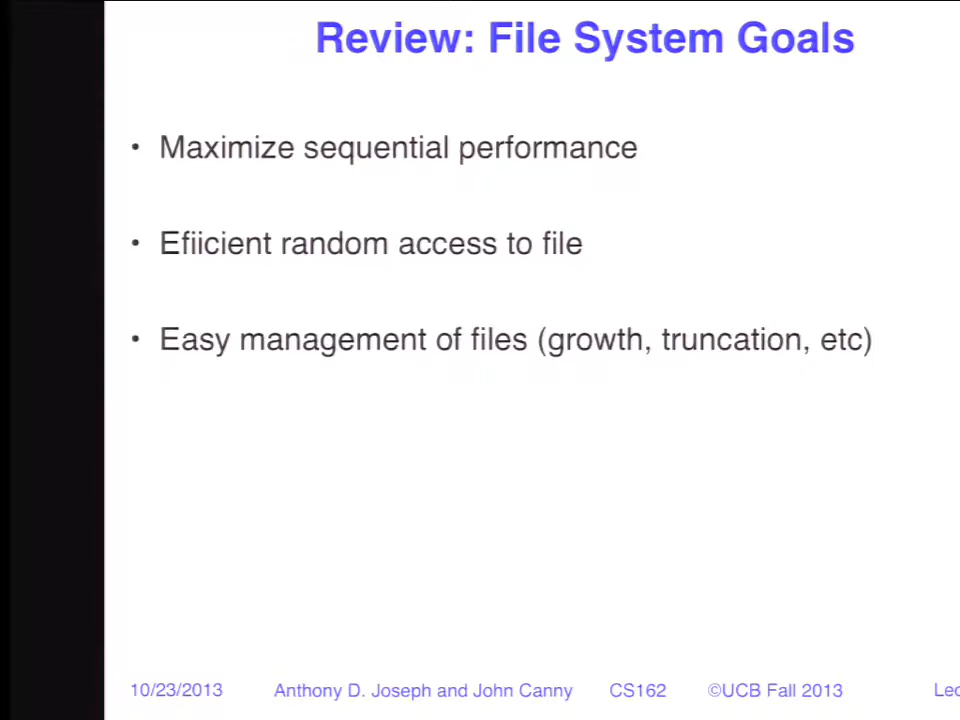 Review: File System Goals
• Maximize sequential performance
• Efiicient random access to file
• Easy management of files (growth, truncation, etc)
10/23/2013 Anthony D. Joseph and John Canny CS162 ©UCB Fall 2013 Lec